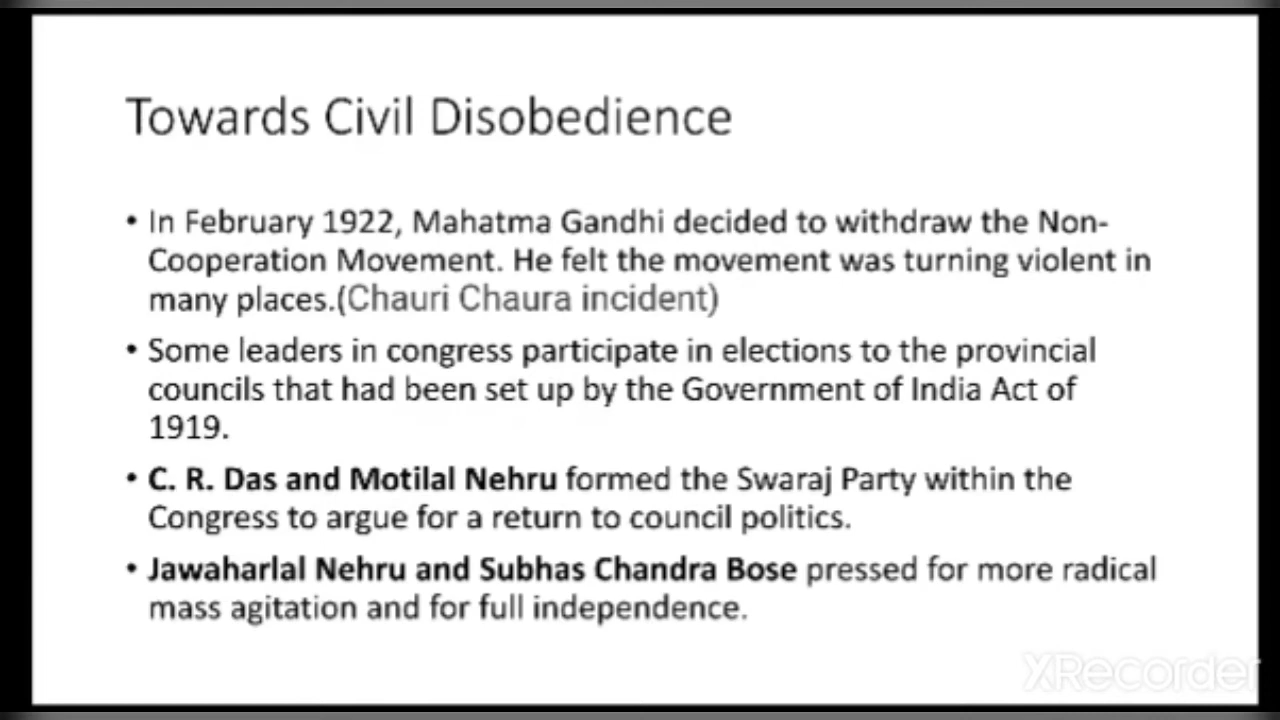 Towards Civil Disobedience
• In February 1922, Mahatma Gandhi decided to withdraw the Non-
Cooperation Movement. He felt the movement was turning violent in
many places.(Chauri Chaura incident)
• Some leaders in congress participate in elections to the provincial
councils that had been set up by the Government of India Act of
1919.
• C. R. Das and Motilal Nehru formed the Swaraj Party within the
Congress to argue for a return to council politics.
• Jawaharlal Nehru and Subhas Chandra Bose pressed for more radical
mass agitation and for full independence.
XRecorder